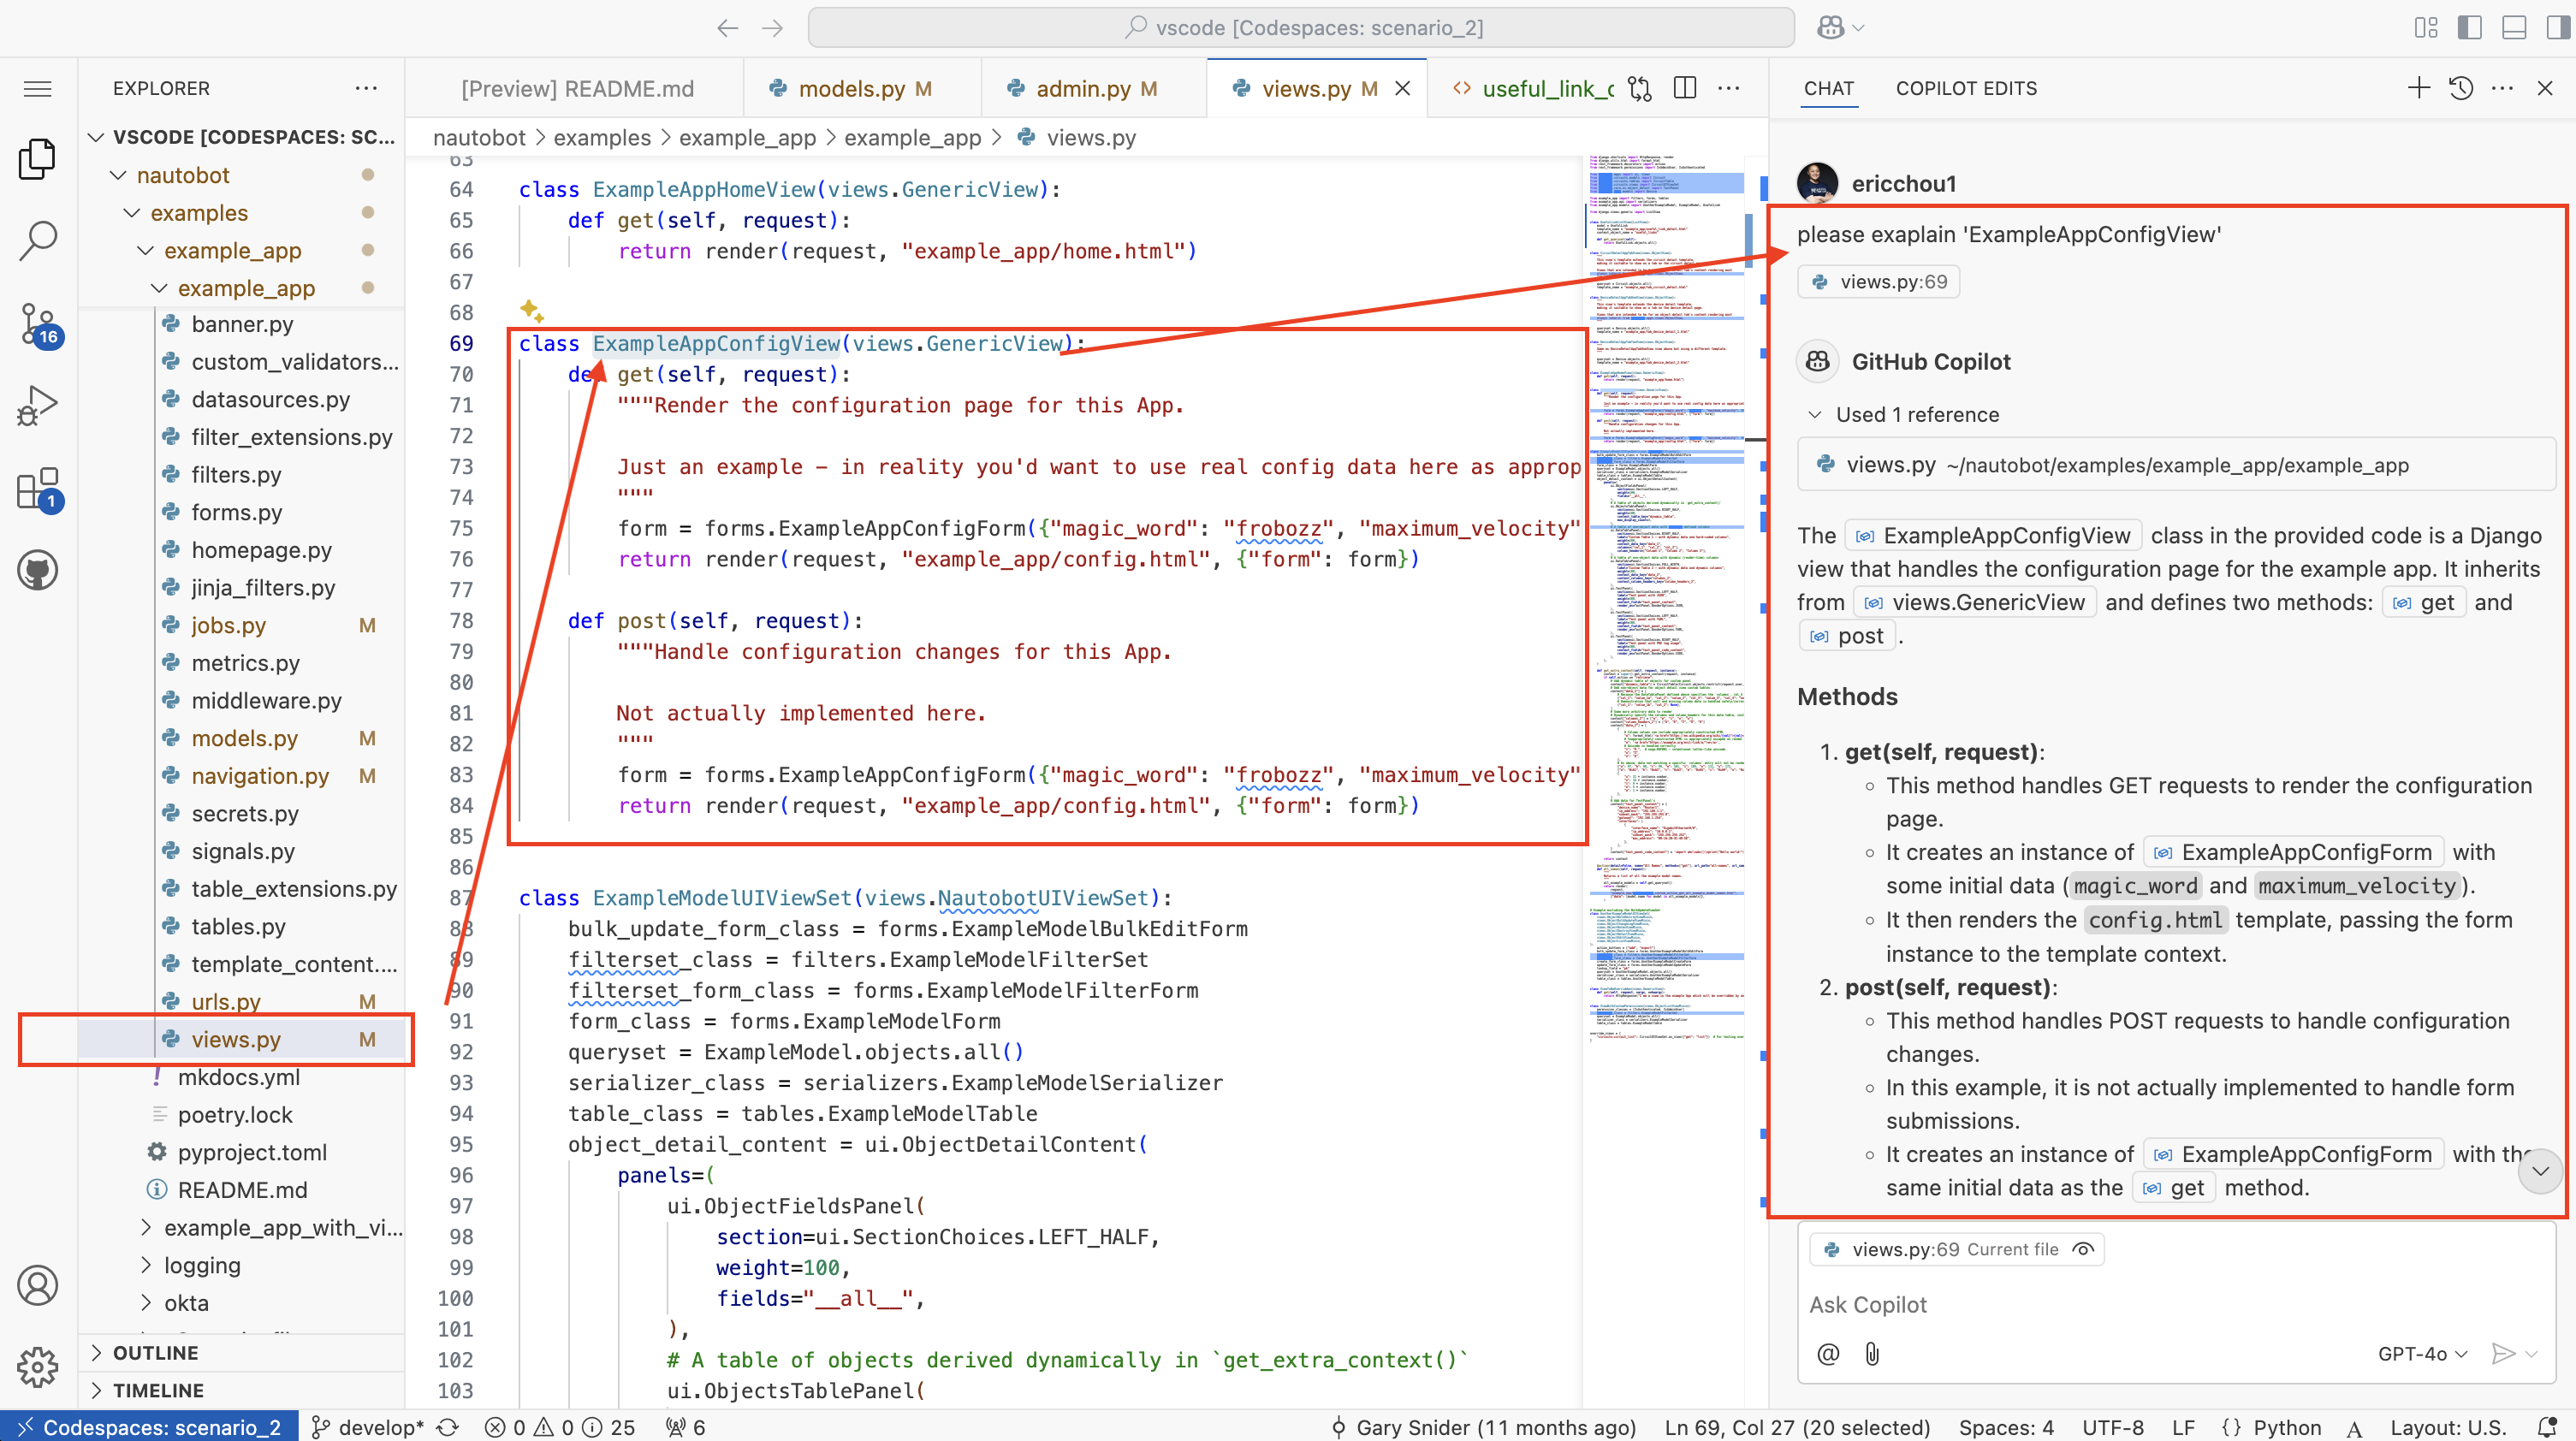 vscode [Codespaces: scenario_2]
EXPLORER
VSCODE [CODESPACES: SC...
nautobot
examples
example_app
example_app
banner.py
custom_validators...
datasources.py
filter_extensions.py
filters.py
forms.py
homepage.py
jinja_filters.py
jobs.py M
metrics.py
middleware.py
models.py M
navigation.py M
secrets.py
signals.py
table_extensions.py
tables.py
template_content....
urls.py M
views.py M
mkdocs.yml
poetry.lock
pyproject.toml
README.md
example_app_with_vi...
logging
okta
OUTLINE
TIMELINE
16
1
[Preview] README.md
models.py M
admin.py M
views.py M
useful_link_
nautobot > examples > example_app > example_app > views.py
63
64 class ExampleAppHomeView(views.GenericView):
65 def get(self, request):
66 return render(request, "example_app/home.html")
67
68
69 class ExampleAppConfigView(views.GenericView):
70 def get(self, request):
71 """Render the configuration page for this App.
72
73 Just an example – in reality you'd want to use real config data here as approp
74 """
75 form = forms.ExampleAppConfigForm({"magic_word": "frobozz", "maximum_velocity"
76 return render(request, "example_app/config.html", {"form": form})
77
78 def post(self, request):
79 """Handle configuration changes for this App.
80
81 Not actually implemented here.
82 """
83 form = forms.ExampleAppConfigForm({"magic_word": "frobozz", "maximum_velocity"
84 return render(request, "example_app/config.html", {"form": form})
85
86
87 class ExampleModelUIViewSet(views.NautobotUIViewSet):
88 bulk_update_form_class = forms.ExampleModelBulkEditForm
89 filterset_class = filters.ExampleModelFilterSet
90 filterset_form_class = forms.ExampleModelFilterForm
91 form_class = forms.ExampleModelForm
92 queryset = ExampleModel.objects.all()
93 serializer_class = serializers.ExampleModelSerializer
94 table_class = tables.ExampleModelTable
95 object_detail_content = ui.ObjectDetailContent(
96 panels=(
97 ui.ObjectFieldsPanel(
98 section=ui.SectionChoices.LEFT_HALF,
99 weight=100,
100 fields="__all__",
101 ),
102 # A table of objects derived dynamically in `get_extra_context()`
103 ui.ObjectsTablePanel(
CHAT COPILOT EDITS
ericchou1
please exaplain 'ExampleAppConfigView'
views.py:69
GitHub Copilot
Used 1 reference
views.py ~/nautobot/examples/example_app/example_app
The ExampleAppConfigView class in the provided code is a Django
view that handles the configuration page for the example app. It inherits
from views.GenericView and defines two methods: get and
post .
Methods
1. get(self, request):
This method handles GET requests to render the configuration
page.
It creates an instance of ExampleAppConfigForm with
some initial data (magic_word and maximum_velocity).
It then renders the config.html template, passing the form
instance to the template context.
2. post(self, request):
This method handles POST requests to handle configuration
changes.
In this example, it is not actually implemented to handle form
submissions.
It creates an instance of ExampleAppConfigForm with the
same initial data as the get method.
views.py:69 Current file
Ask Copilot
@ GPT-4o
Codespaces: scenario_2 develop* 0 0 25 6 Gary Snider (11 months ago) Ln 69, Col 27 (20 selected) Spaces: 4 UTF-8 LF {} Python Layout: U.S.